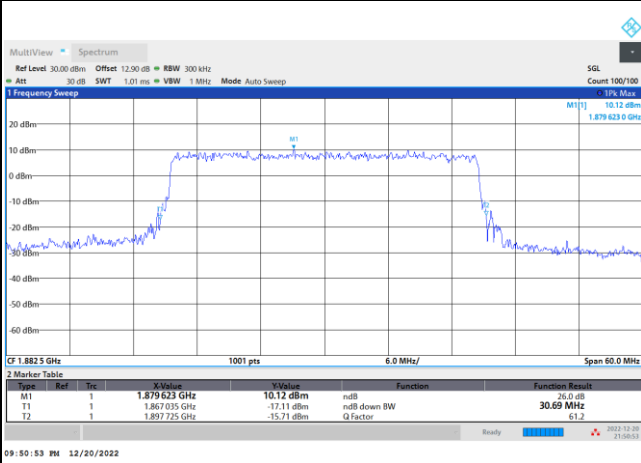 MultiView Spectrum
Ref Level 30.00 dBm Offset 12.90 dB RBW 300 kHz SGL
Att 30 dB SWT 1.01 ms VBW 1 MHz Mode Auto Sweep Count 100/100
1 Frequency Sweep 1Pk Max
M1[1] 10.12 dBm
1.879 623 0 GHz
20 dBm
M1
10 dBm
0 dBm
-10 dBm
T1 T2
-20 dBm
-30 dBm
-40 dBm
-50 dBm
-60 dBm
CF 1.882 5 GHz 1001 pts 6.0 MHz/ Span 60.0 MHz
2 Marker Table
Type Ref Trc X-Value Y-Value Function Function Result
M1 1 1.879 623 GHz 10.12 dBm ndB 26.0 dB
T1 1 1.867 035 GHz -17.11 dBm ndB down BW 30.69 MHz
T2 1 1.897 725 GHz -15.71 dBm Q Factor 61.2
Ready 2022-12-20
21:50:53
09:50:53 PM 12/20/2022